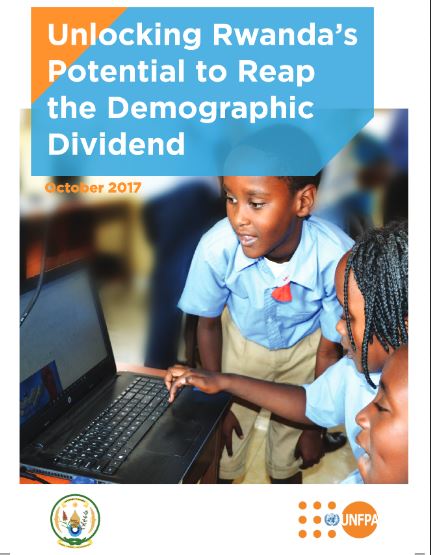 Unlocking Rwanda's
Potential to Reap
the Demographic
Dividend
October 2017
UNFPA